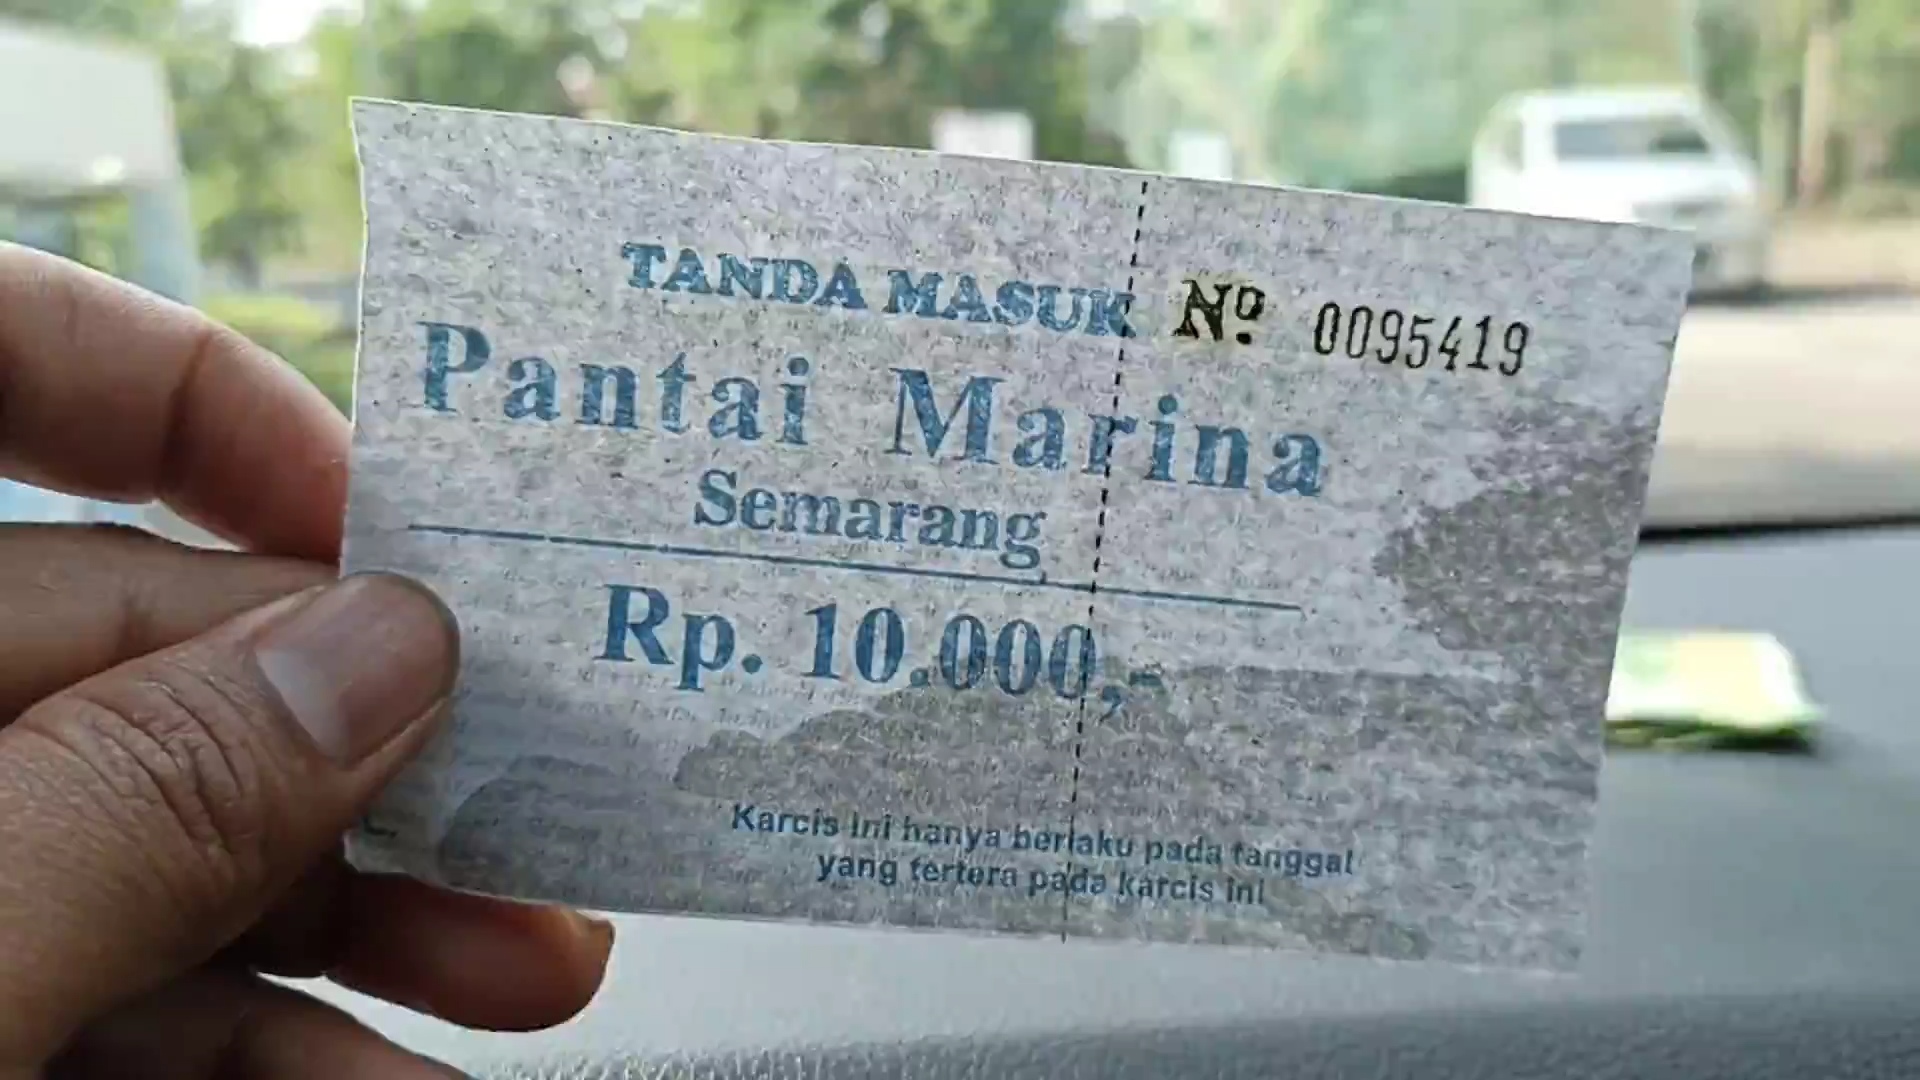 TANDA MASUK Nº 0095419
Pantai Marina
Semarang
Rp. 10.000,-
Karcis ini hanya berlaku pada tanggal
yang tertera pada karcis ini